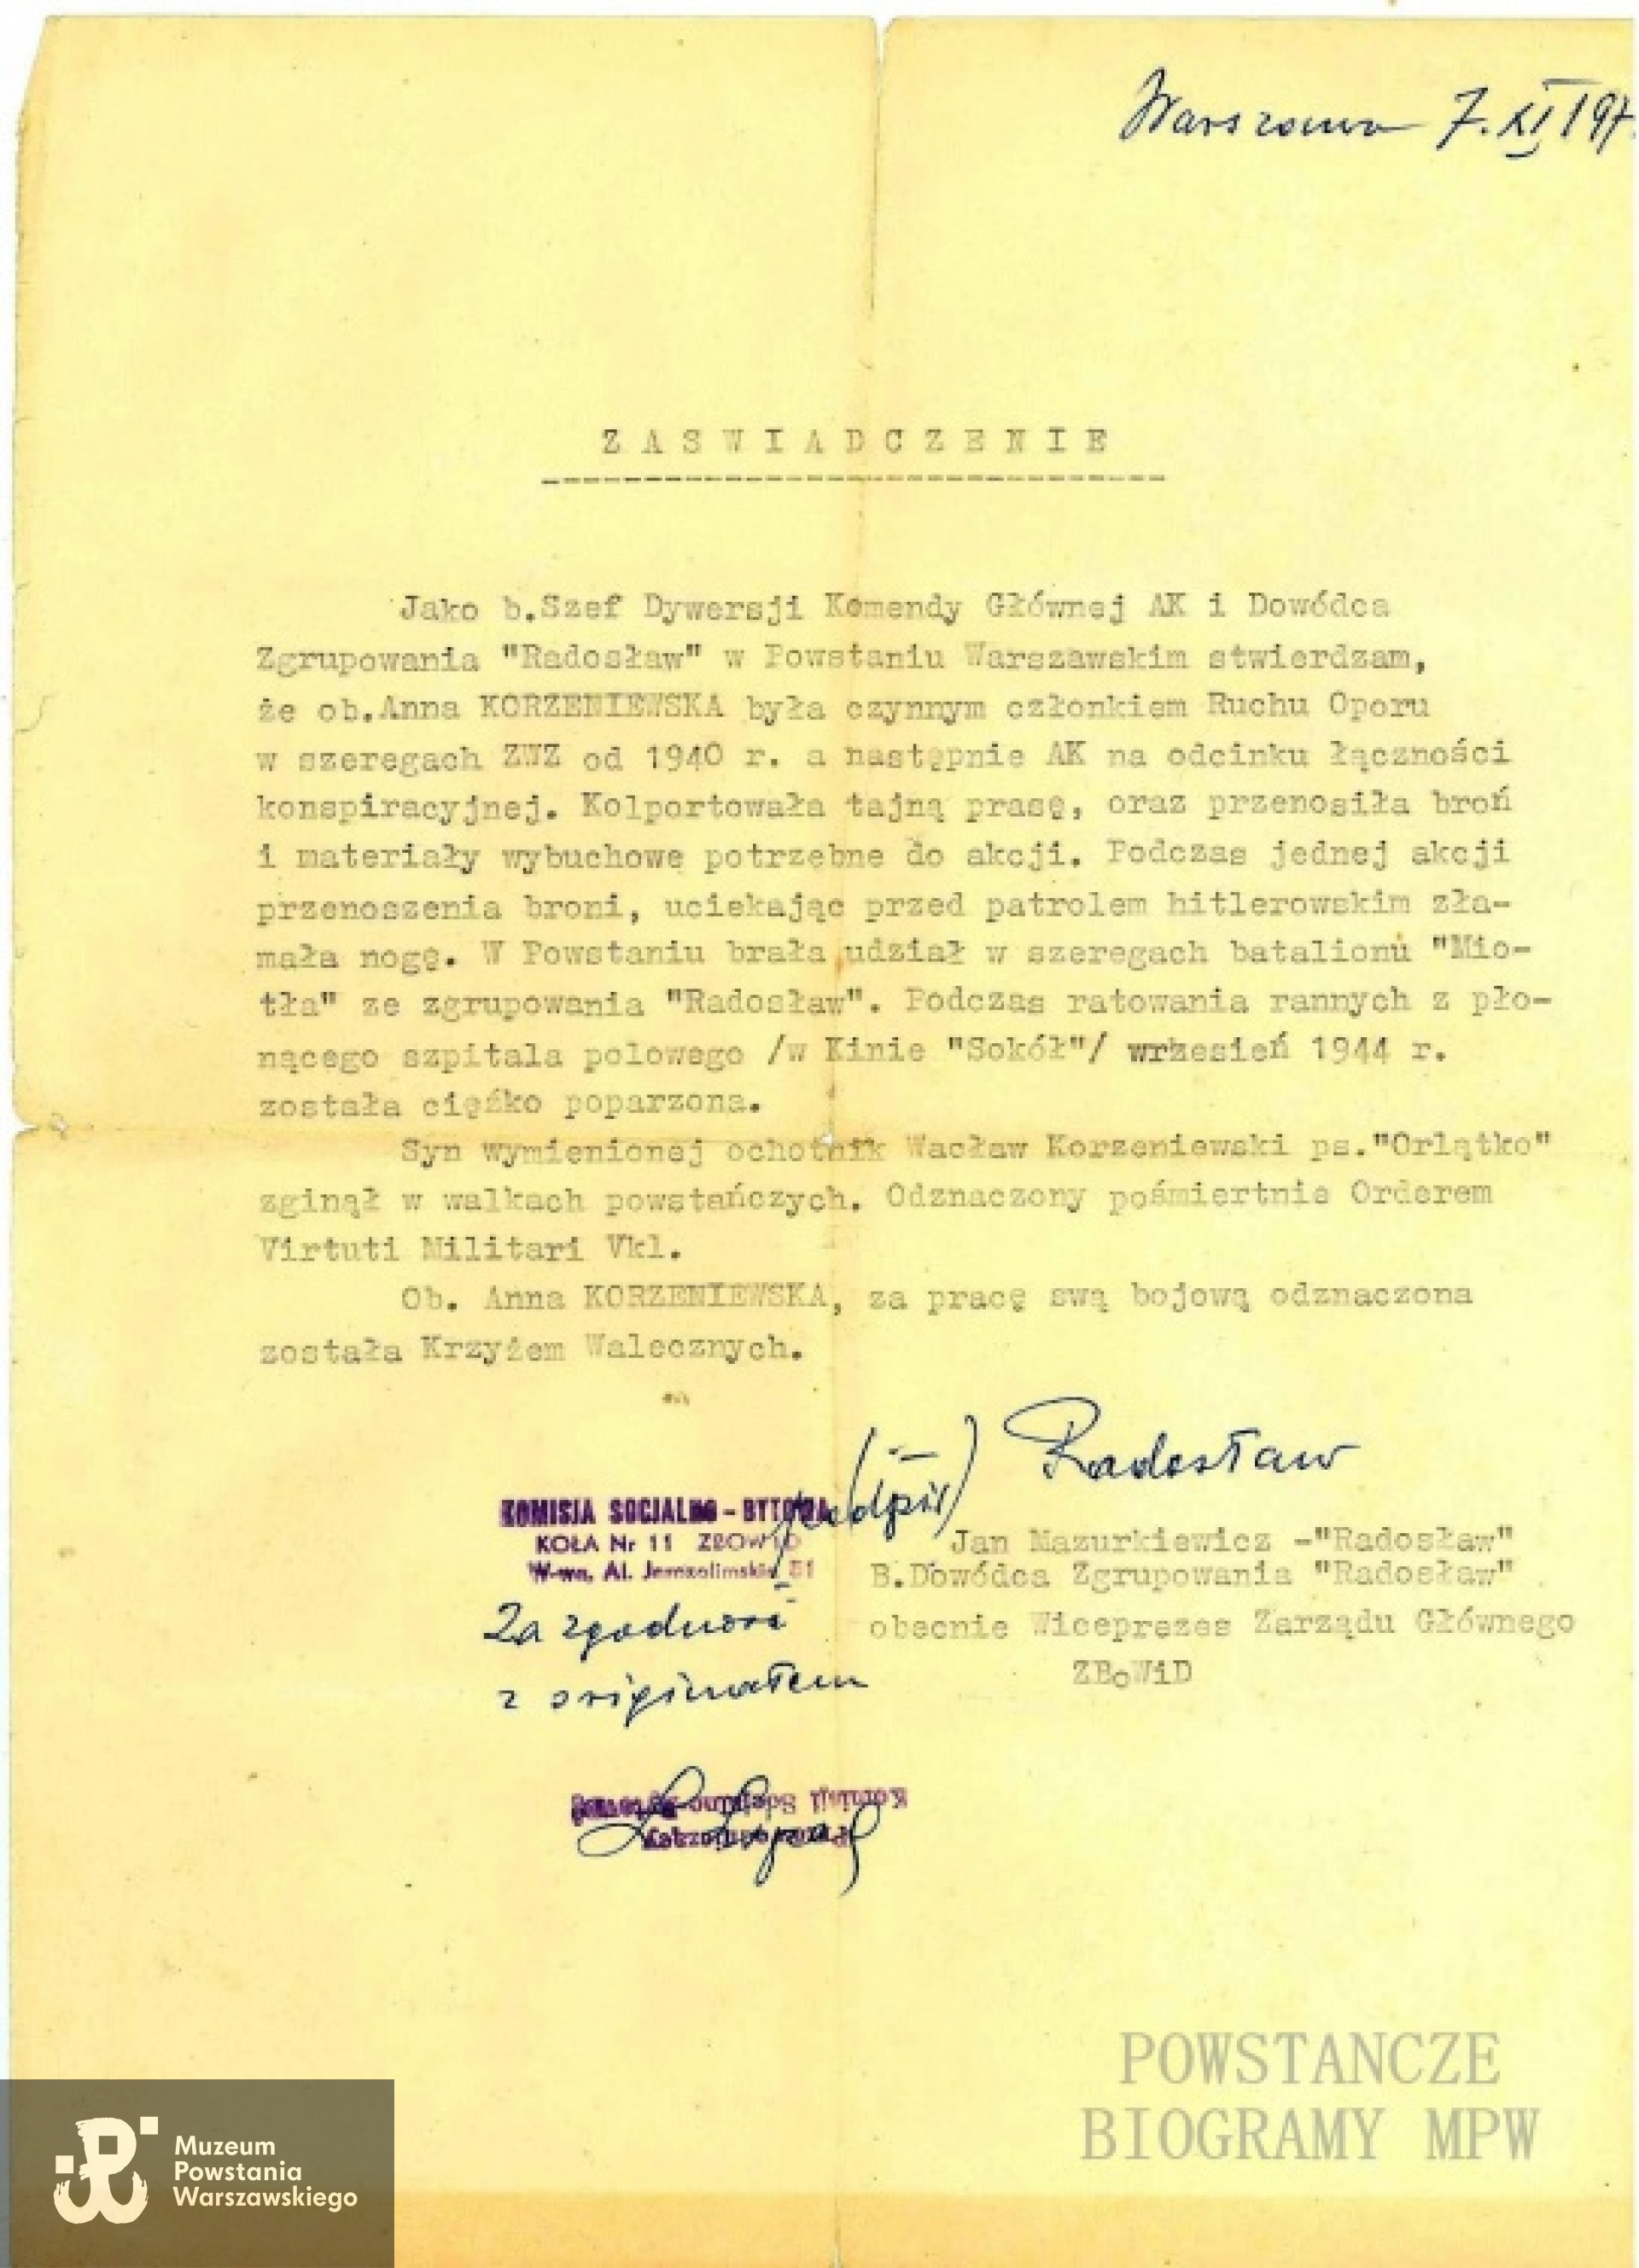 Warszawa 7.XI 197
ZASWIADCZENIE
Jako b.Szef Dywersji Komendy Głównej AK i Dowódca
Zgrupowania "Radosław" w Powstaniu Warszawskim stwierdzam,
że ob.Anna KORZENIEWSKA była czynnym członkiem Ruchu Oporu
w szeregach ZWZ od 1940 r. a następnie AK na odcinku łączności
konspiracyjnej. Kolportowała tajną prasę, oraz przenosiła broń
i materiały wybuchowe potrzebne do akcji. Podczas jednej akcji
przenoszenia broni, uciekając przed patrolem hitlerowskim zła-
mała nogę. W Powstaniu brała udział w szeregach batalionu "Mio-
tła" ze zgrupowania "Radosław". Podczas ratowania rannych z pło-
nącego szpitala polowego /w Kinie "Sokół"/ wrzesień 1944 r.
została ciężko poparzona.
Syn wymienionej ochotnik Wacław Korzeniewski ps."Orlątko"
zginął w walkach powstańczych. Odznaczony pośmiertnie Orderem
Virtuti Militari Vkl.
Ob. Anna KORZENIEWSKA, za pracę swą bojową odznaczona
została Krzyżem Walecznych.
(-) Radosław
(podpis)
KOMISJA SOCJALNO-BYTOWA
KOŁA Nr 11 ZBOWiD
W-wa, Al. Jerozolimskie 51
Jan Mazurkiewicz -"Radosław"
B.Dowódca Zgrupowania "Radosław"
obecnie Wiceprezes Zarządu Głównego
ZBoWiD
Za zgodność
z oryginałem
Przewodniczący
Komisji Socjalno-Bytowej
POWSTANCZE
BIOGRAMY MPW
Muzeum
Powstania
Warszawskiego